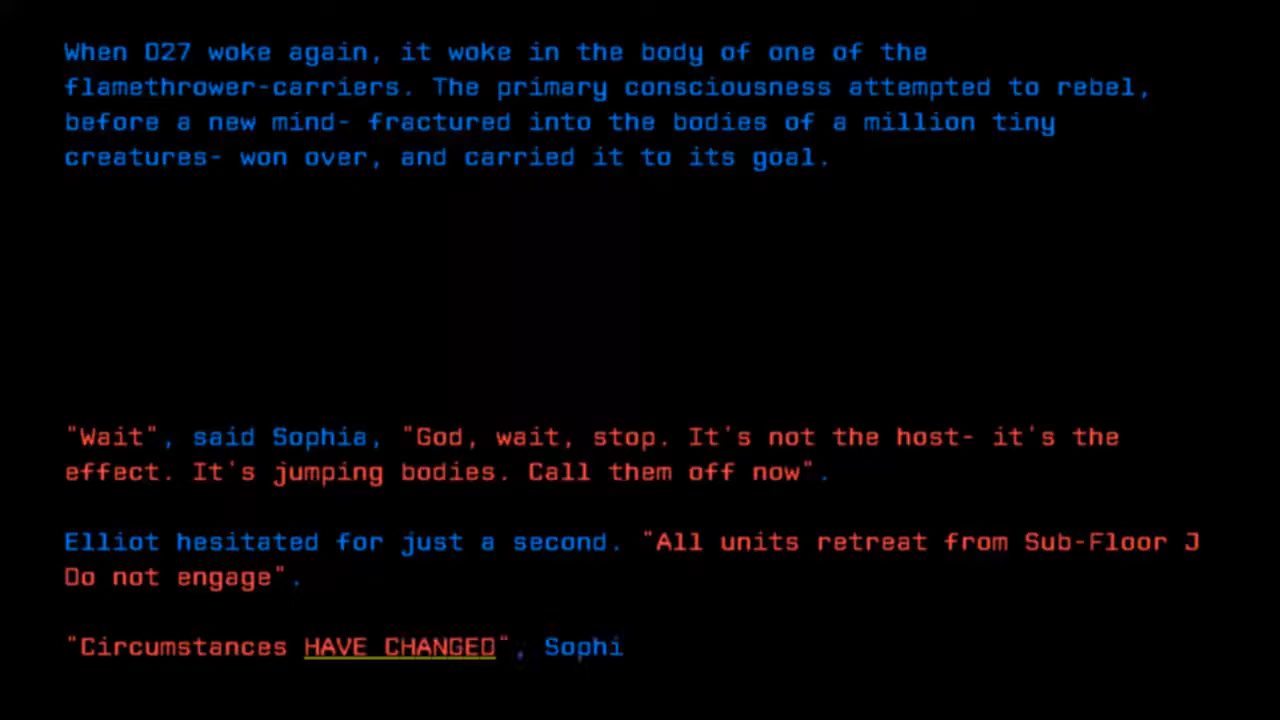 When D27 woke again, it woke in the body of one of the
flamethrower-carriers. The primary consciousness attempted to rebel,
before a new mind- fractured into the bodies of a million tiny
creatures- won over, and carried it to its goal.
"Wait", said Sophia, "God, wait, stop. It's not the host- it's the
effect. It's jumping bodies. Call them off now".
Elliot hesitated for just a second. "All units retreat from Sub-Floor J
Do not engage".
"Circumstances HAVE CHANGED", Sophi